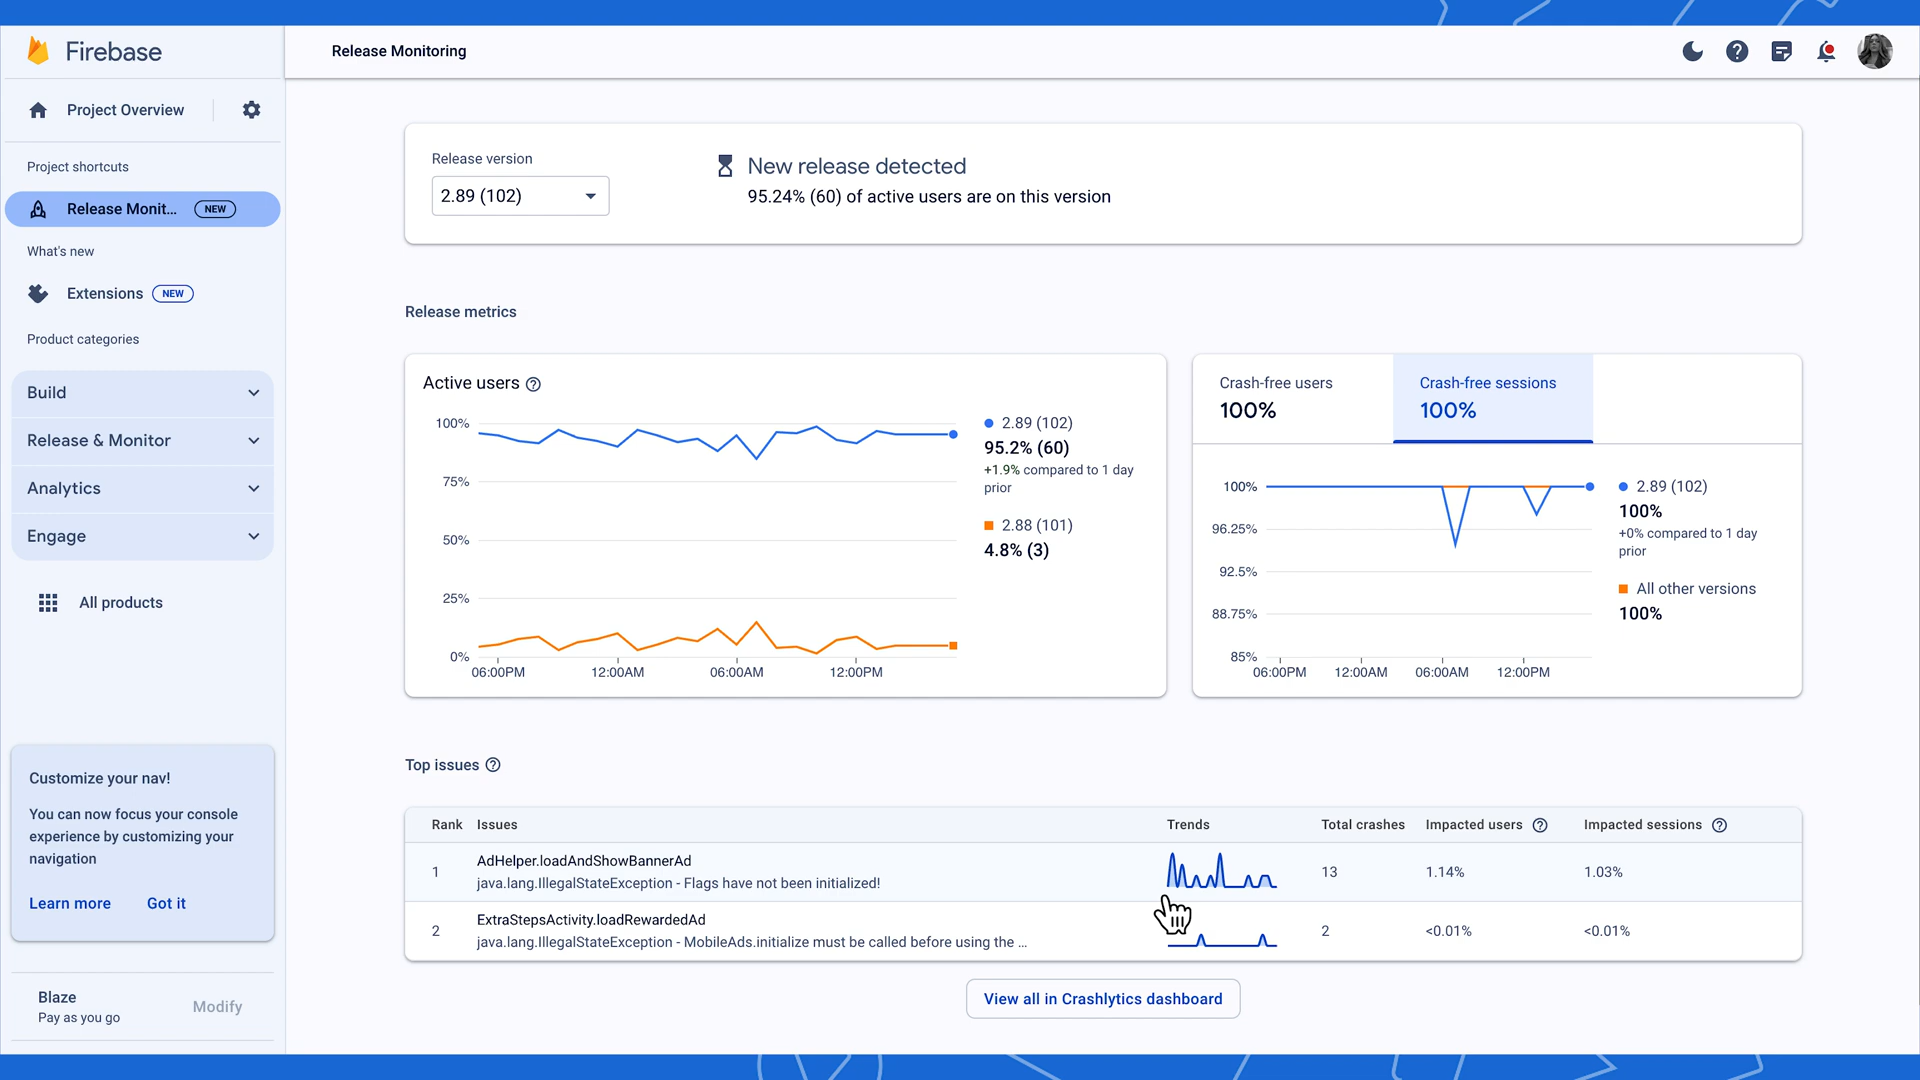 Firebase
Release Monitoring
Project Overview
Project shortcuts
Release Monit...
NEW
What's new
Extensions
NEW
Product categories
Build
Release & Monitor
Analytics
Engage
All products
Customize your nav!
You can now focus your console
experience by customizing your
navigation
Learn more
Got it
Blaze
Pay as you go
Modify
Release version
2.89 (102)
New release detected
95.24% (60) of active users are on this version
Release metrics
Active users
100%
75%
50%
25%
0%
06:00PM
12:00AM
06:00AM
12:00PM
2.89 (102)
95.2% (60)
+1.9% compared to 1 day
prior
2.88 (101)
4.8% (3)
Crash-free users
100%
Crash-free sessions
100%
100%
96.25%
92.5%
88.75%
85%
06:00PM
12:00AM
06:00AM
12:00PM
2.89 (102)
100%
+0% compared to 1 day
prior
All other versions
100%
Top issues
Rank Issues Trends Total crashes Impacted users Impacted sessions
1 AdHelper.loadAndShowBannerAd 13 1.14% 1.03%
java.lang.IllegalStateException - Flags have not been initialized!
2 ExtraStepsActivity.loadRewardedAd 2 <0.01% <0.01%
java.lang.IllegalStateException - MobileAds.initialize must be called before using the ...
View all in Crashlytics dashboard